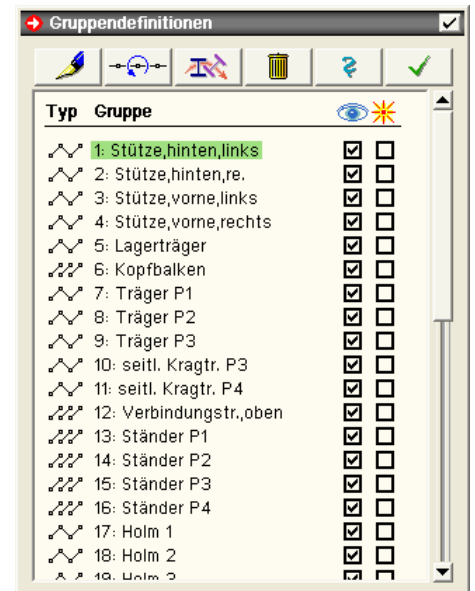 Gruppendefinitionen
Typ Gruppe
1: Stütze,hinten,links
2: Stütze,hinten,re.
3: Stütze,vorne,links
4: Stütze,vorne,rechts
5: Lagerträger
6: Kopfbalken
7: Träger P1
8: Träger P2
9: Träger P3
10: seitl. Kragtr. P3
11: seitl. Kragtr. P4
12: Verbindungstr.,oben
13: Ständer P1
14: Ständer P2
15: Ständer P3
16: Ständer P4
17: Holm 1
18: Holm 2
19: Holm 3